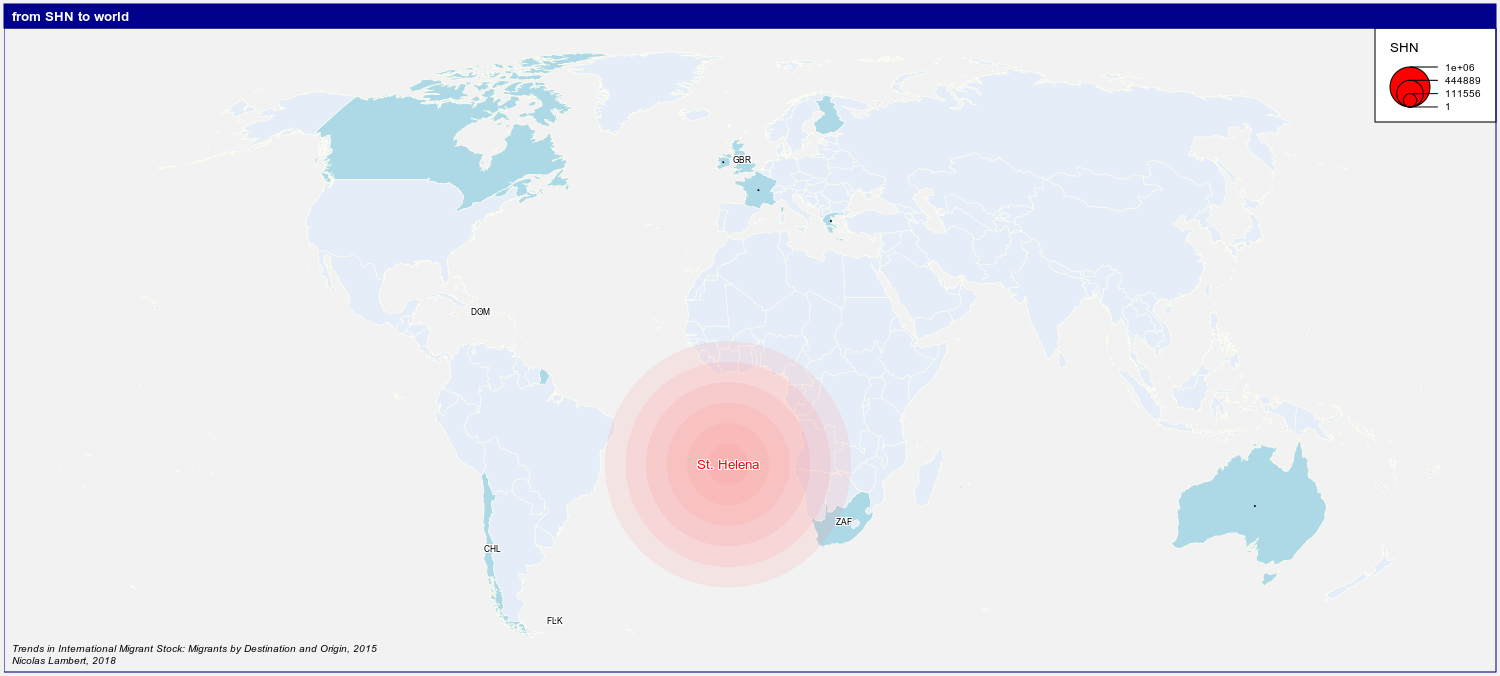 from SHN to world
SHN
1e+06
444889
111556
1
GBR
DOM
St. Helena
ZAF
CHL
FLK
Trends in International Migrant Stock: Migrants by Destination and Origin, 2015
Nicolas Lambert, 2018